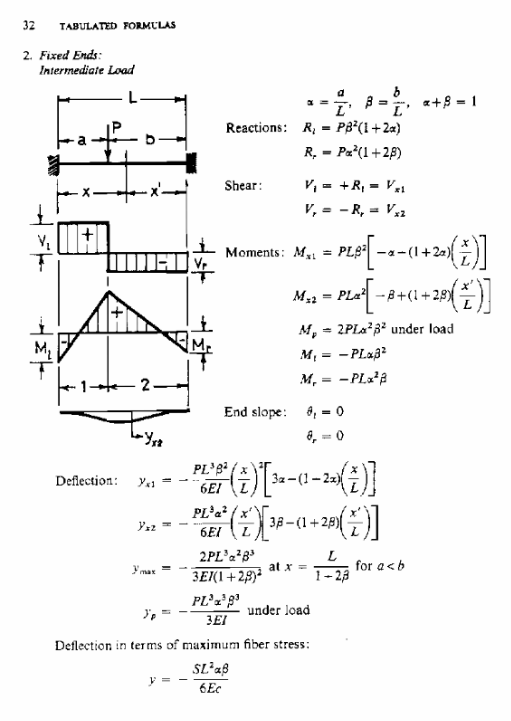 32 TABULATED FORMULAS
2. Fixed Ends:
Intermediate Load
α = a/L, β = b/L, α+β = 1
Reactions: R_l = Pβ²(1+2α)
R_r = Pα²(1+2β)
Shear: V_l = +R_l = V_x1
V_r = −R_r = V_x2
Moments: M_x1 = PLβ²[−α−(1+2α)(x/L)]
M_x2 = PLα²[−β+(1+2β)(x'/L)]
M_p = 2PLα²β² under load
M_l = −PLαβ²
M_r = −PLα²β
End slope: θ_l = 0
θ_r = 0
L
P
a b
x x'
V_l + − V_r
M_l − + − M_r
1 2
y_x2
Deflection: y_x1 = −PL³β²/6EI (x/L)²[3α−(1−2α)(x/L)]
y_x2 = −PL³α²/6EI (x'/L)[3β−(1+2β)(x'/L)]
y_max = −2PL³α²β³/3EI(1+2β)² at x = L/1−2β for a<b
y_p = −PL³α³β³/3EI under load
Deflection in terms of maximum fiber stress:
y = −SL²αβ/6Ec